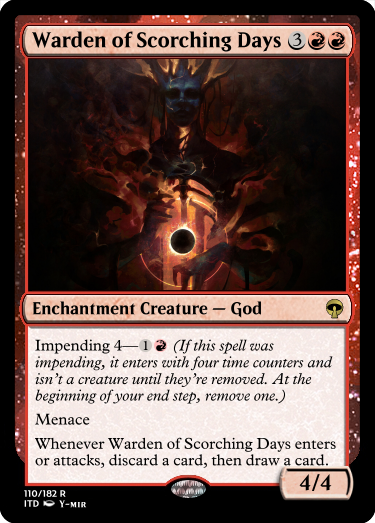 Warden of Scorching Days 3
Enchantment Creature — God
Impending 4—1 (If this spell was
impending, it enters with four time counters and
isn't a creature until they're removed. At the
beginning of your end step, remove one.)
Menace
Whenever Warden of Scorching Days enters
or attacks, discard a card, then draw a card.
4/4
110/182 R
ITD Y-MIR